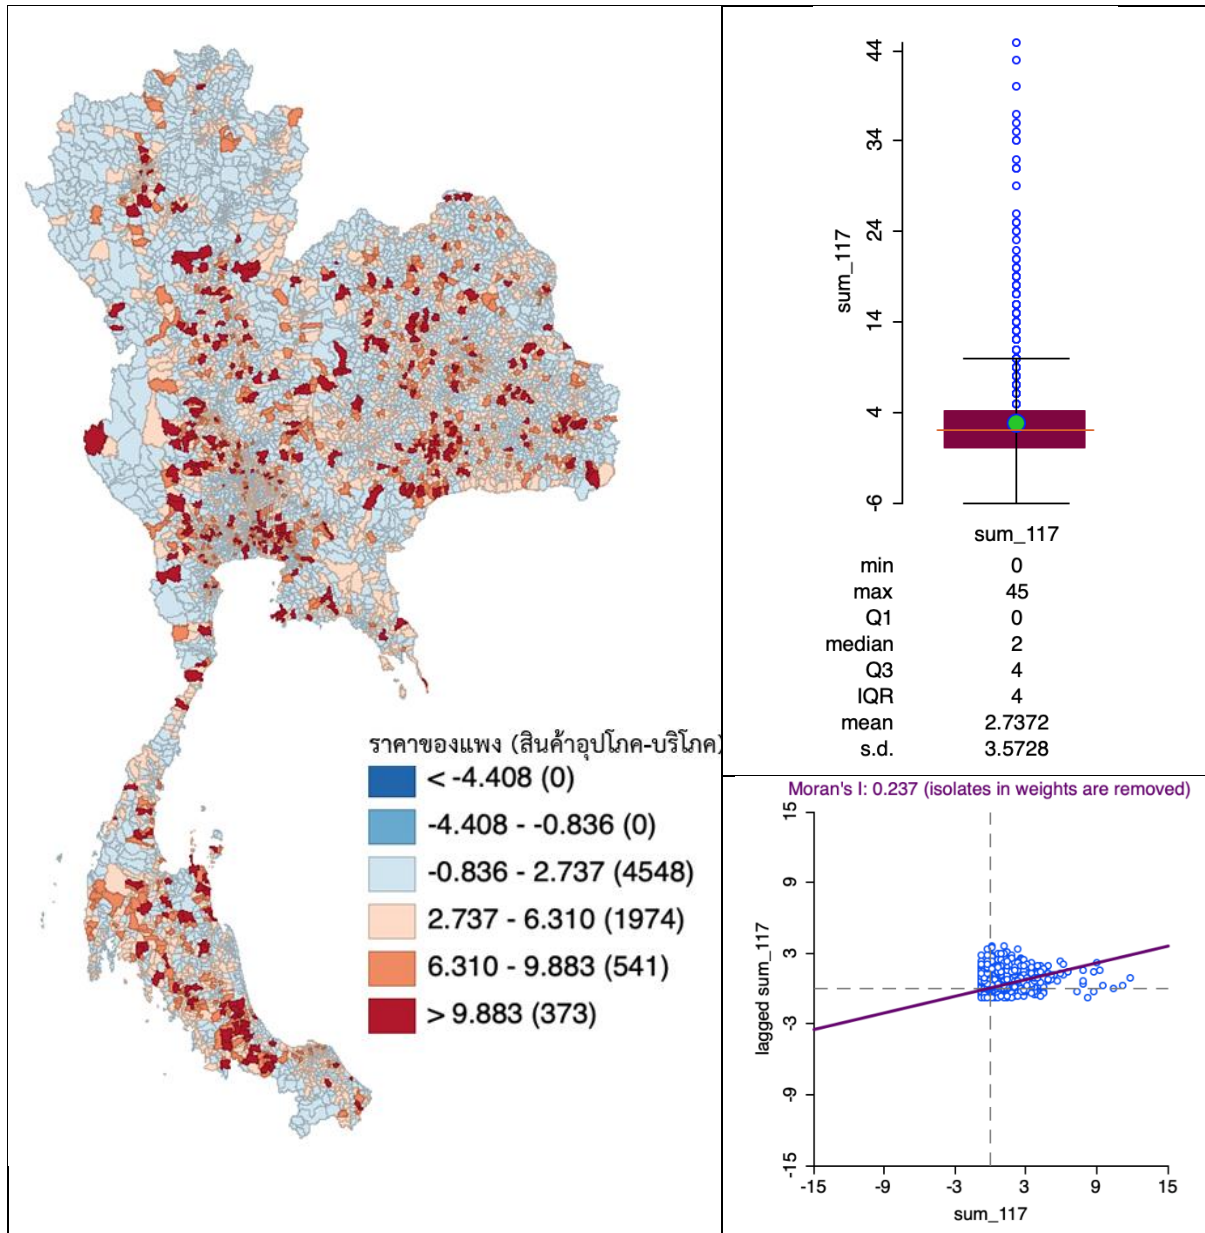 ราคาของแพง (สินค้าอุปโภค-บริโภค)
< -4.408 (0)
-4.408 - -0.836 (0)
-0.836 - 2.737 (4548)
2.737 - 6.310 (1974)
6.310 - 9.883 (541)
> 9.883 (373)
44
34
24
14
4
-6
sum_117
sum_117
min 0
max 45
Q1 0
median 2
Q3 4
IQR 4
mean 2.7372
s.d. 3.5728
Moran's I: 0.237 (isolates in weights are removed)
15
9
3
-3
-9
-15
lagged sum_117
-15 -9 -3 3 9 15
sum_117